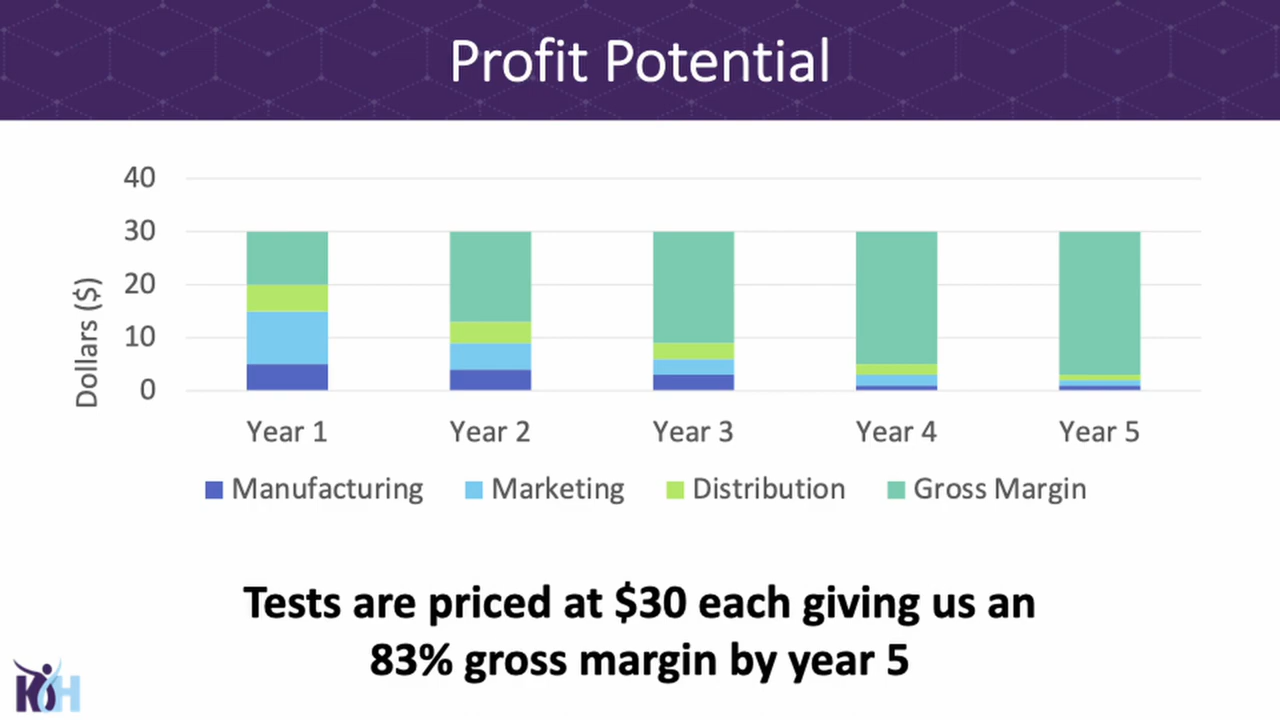 Profit Potential
40
30
20
10
0
Dollars ($)
Year 1 Year 2 Year 3 Year 4 Year 5
Manufacturing Marketing Distribution Gross Margin
Tests are priced at $30 each giving us an
83% gross margin by year 5
KH